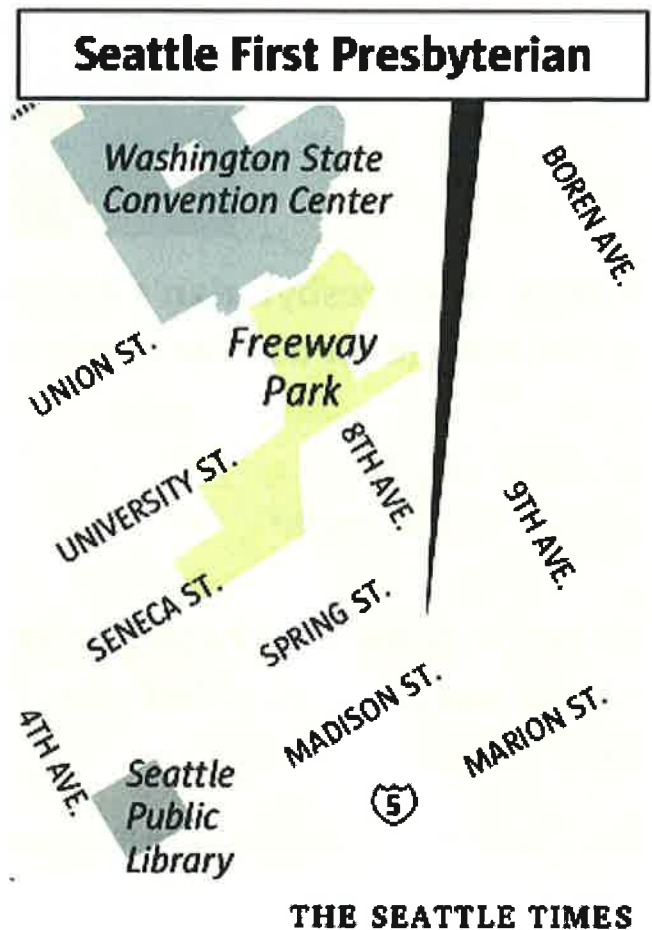 Seattle First Presbyterian
Washington State
Convention Center
BOREN AVE.
Freeway
Park
UNION ST.
8TH AVE.
UNIVERSITY ST.
9TH AVE.
SENECA ST.
SPRING ST.
MADISON ST.
MARION ST.
4TH AVE.
Seattle
Public
Library
5
THE SEATTLE TIMES